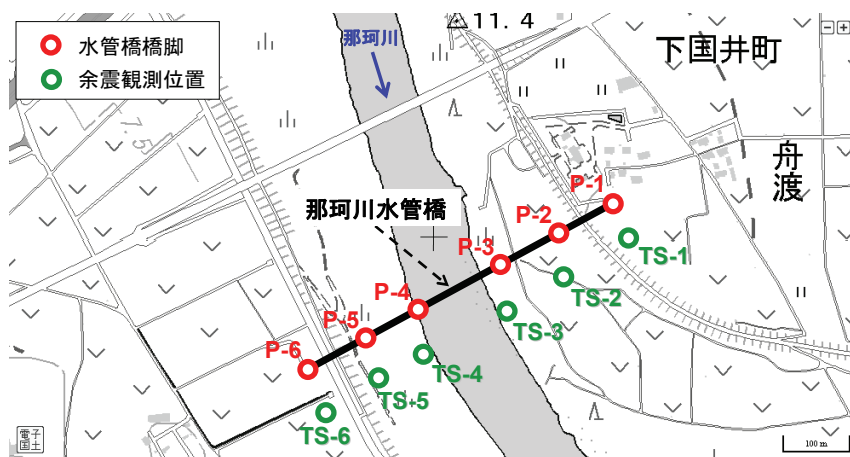 水管橋橋脚
余震観測位置
那珂川
11.4
下国井町
舟渡
7.5
那珂川水管橋
P-1
P-2
P-3
P-4
P-5
P-6
TS-1
TS-2
TS-3
TS-4
TS-5
TS-6
電子
国土
100 m